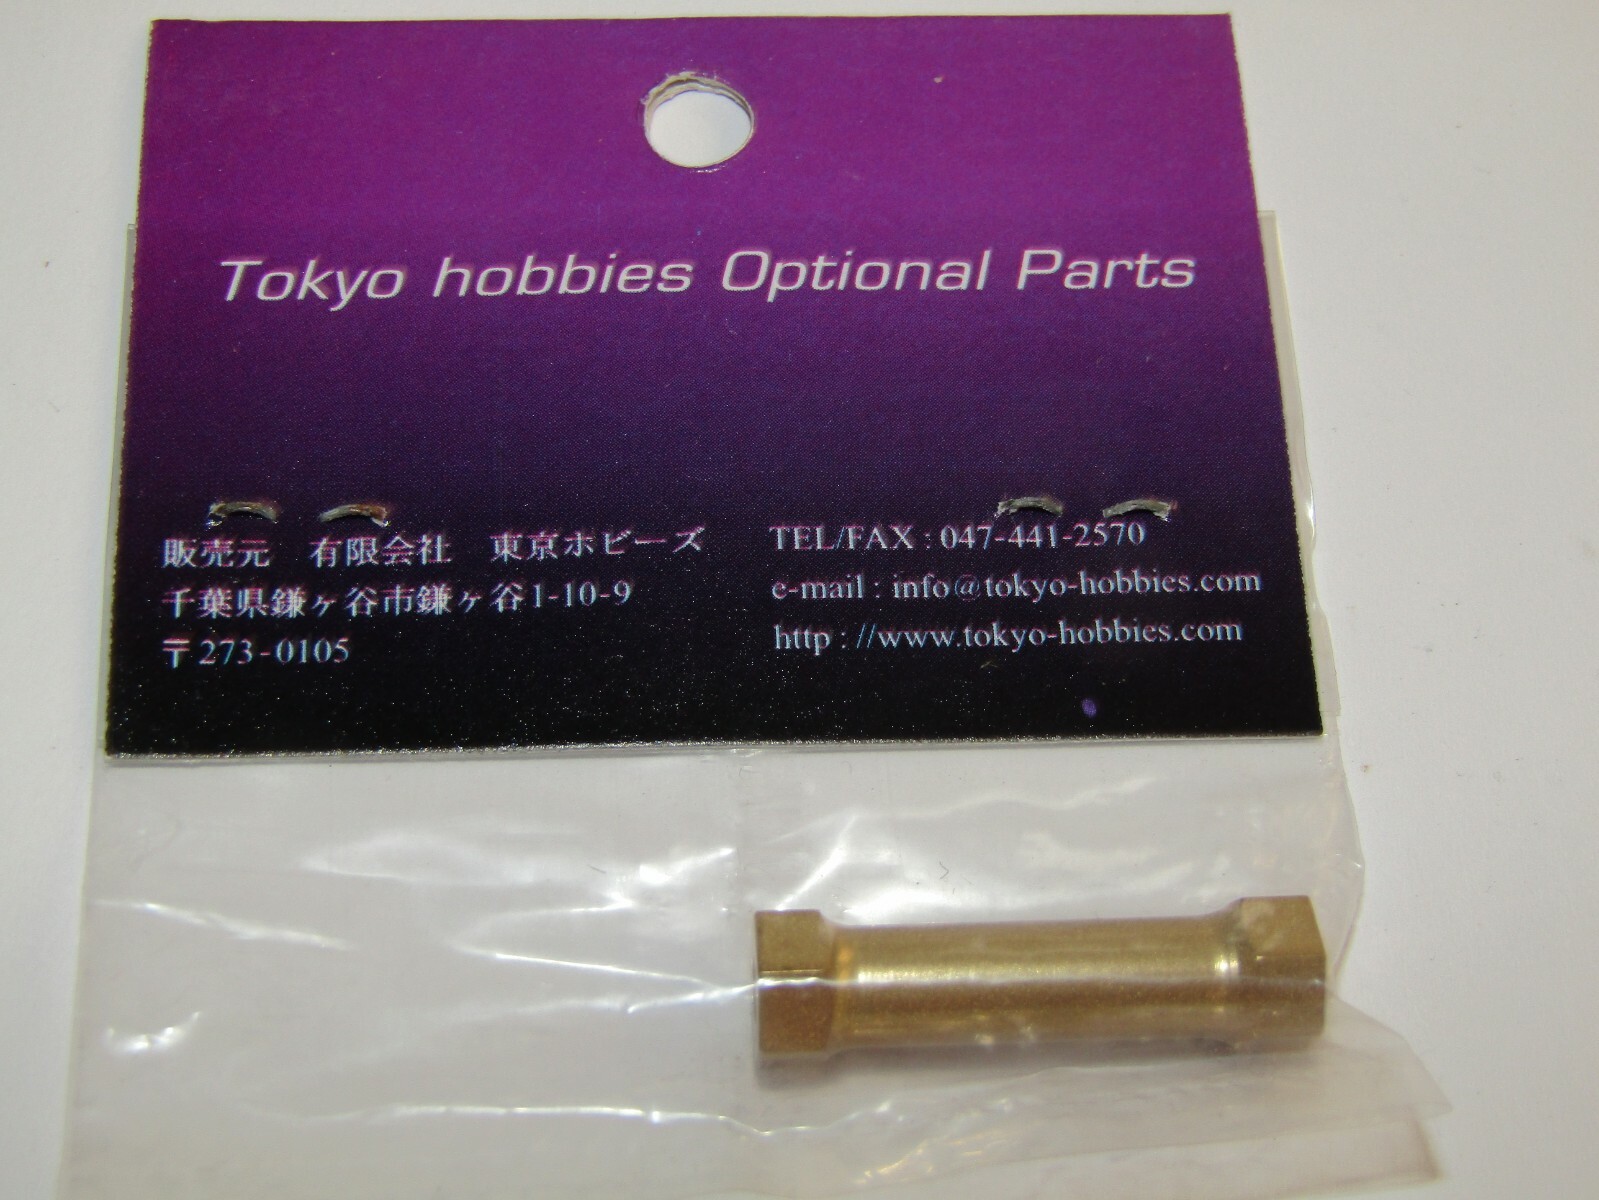 Tokyo hobbies Optional Parts
販売元 有限会社 東京ホビーズ
千葉県鎌ヶ谷市鎌ヶ谷1-10-9
〒273-0105
TEL/FAX : 047-441-2570
e-mail : info@tokyo-hobbies.com
http : //www.tokyo-hobbies.com